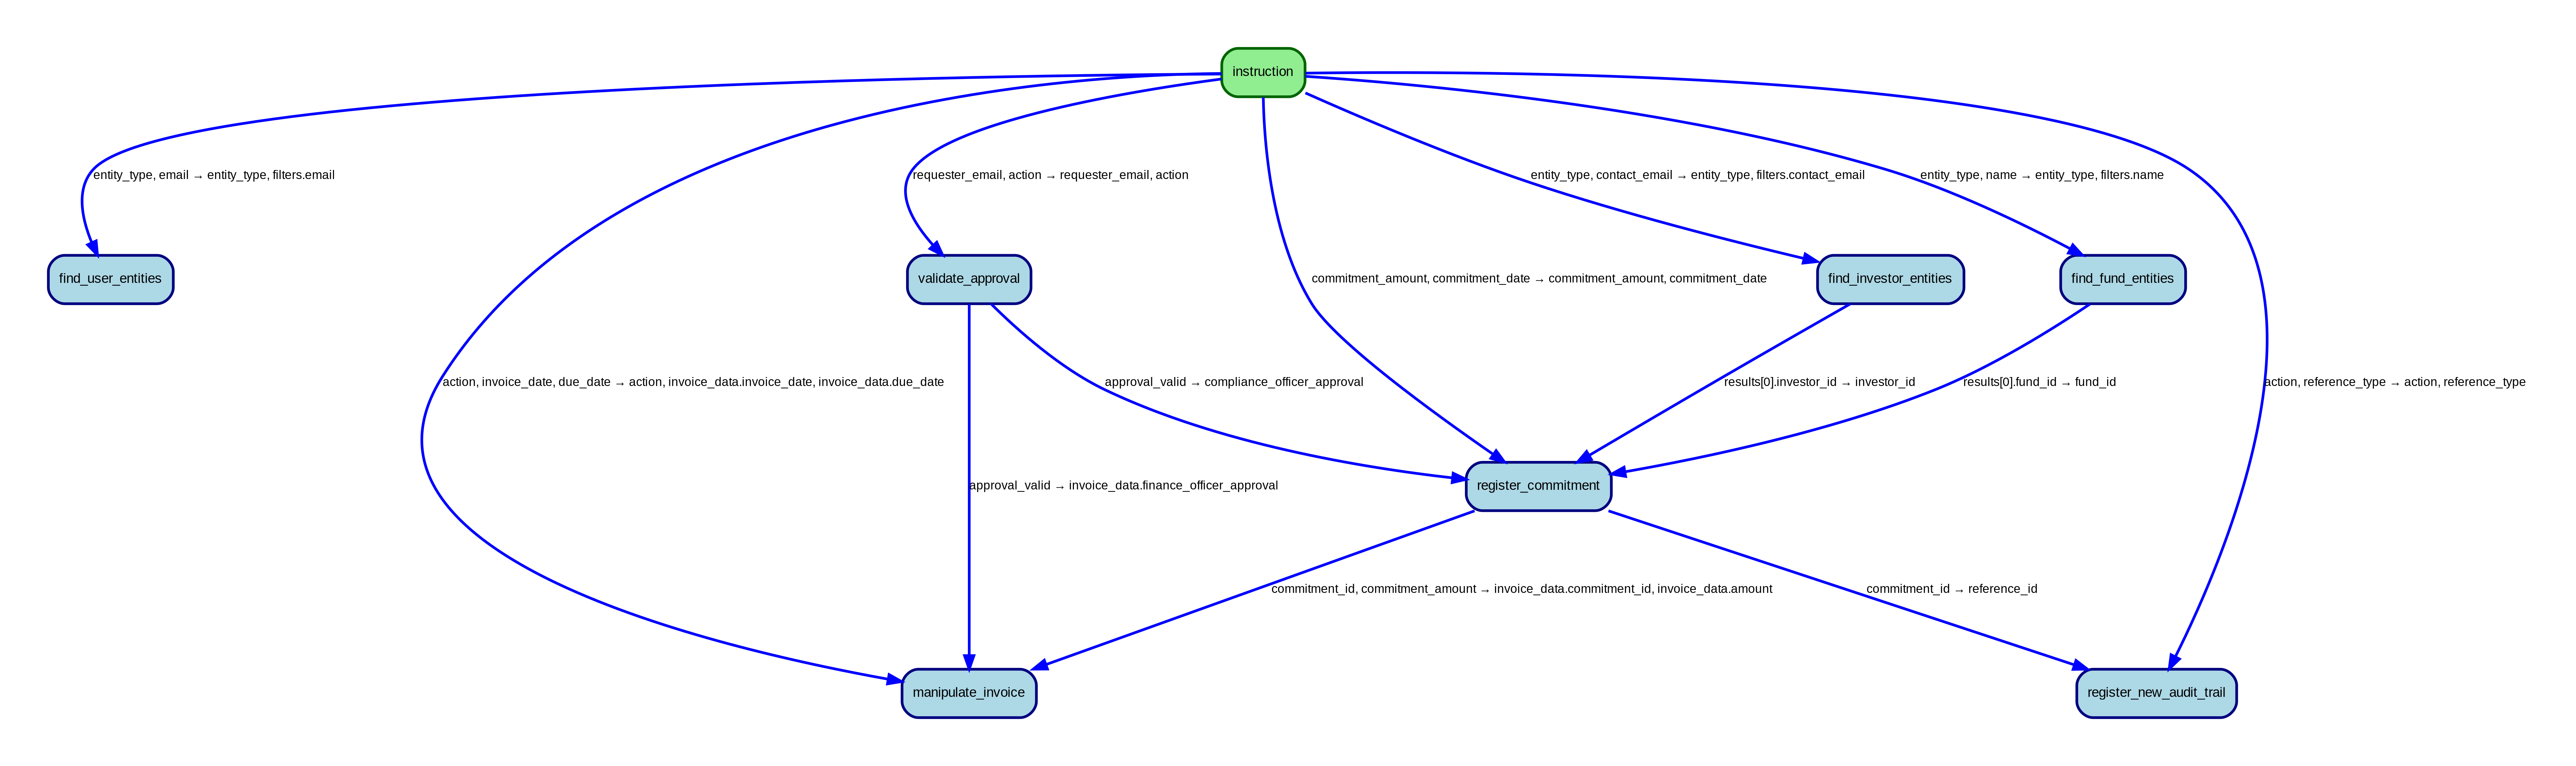 instruction
entity_type, email → entity_type, filters.email
requester_email, action → requester_email, action
entity_type, contact_email → entity_type, filters.contact_email
entity_type, name → entity_type, filters.name
find_user_entities
validate_approval
commitment_amount, commitment_date → commitment_amount, commitment_date
find_investor_entities
find_fund_entities
action, invoice_date, due_date → action, invoice_data.invoice_date, invoice_data.due_date
approval_valid → compliance_officer_approval
results[0].investor_id → investor_id
results[0].fund_id → fund_id
action, reference_type → action, reference_type
approval_valid → invoice_data.finance_officer_approval
register_commitment
commitment_id, commitment_amount → invoice_data.commitment_id, invoice_data.amount
commitment_id → reference_id
manipulate_invoice
register_new_audit_trail